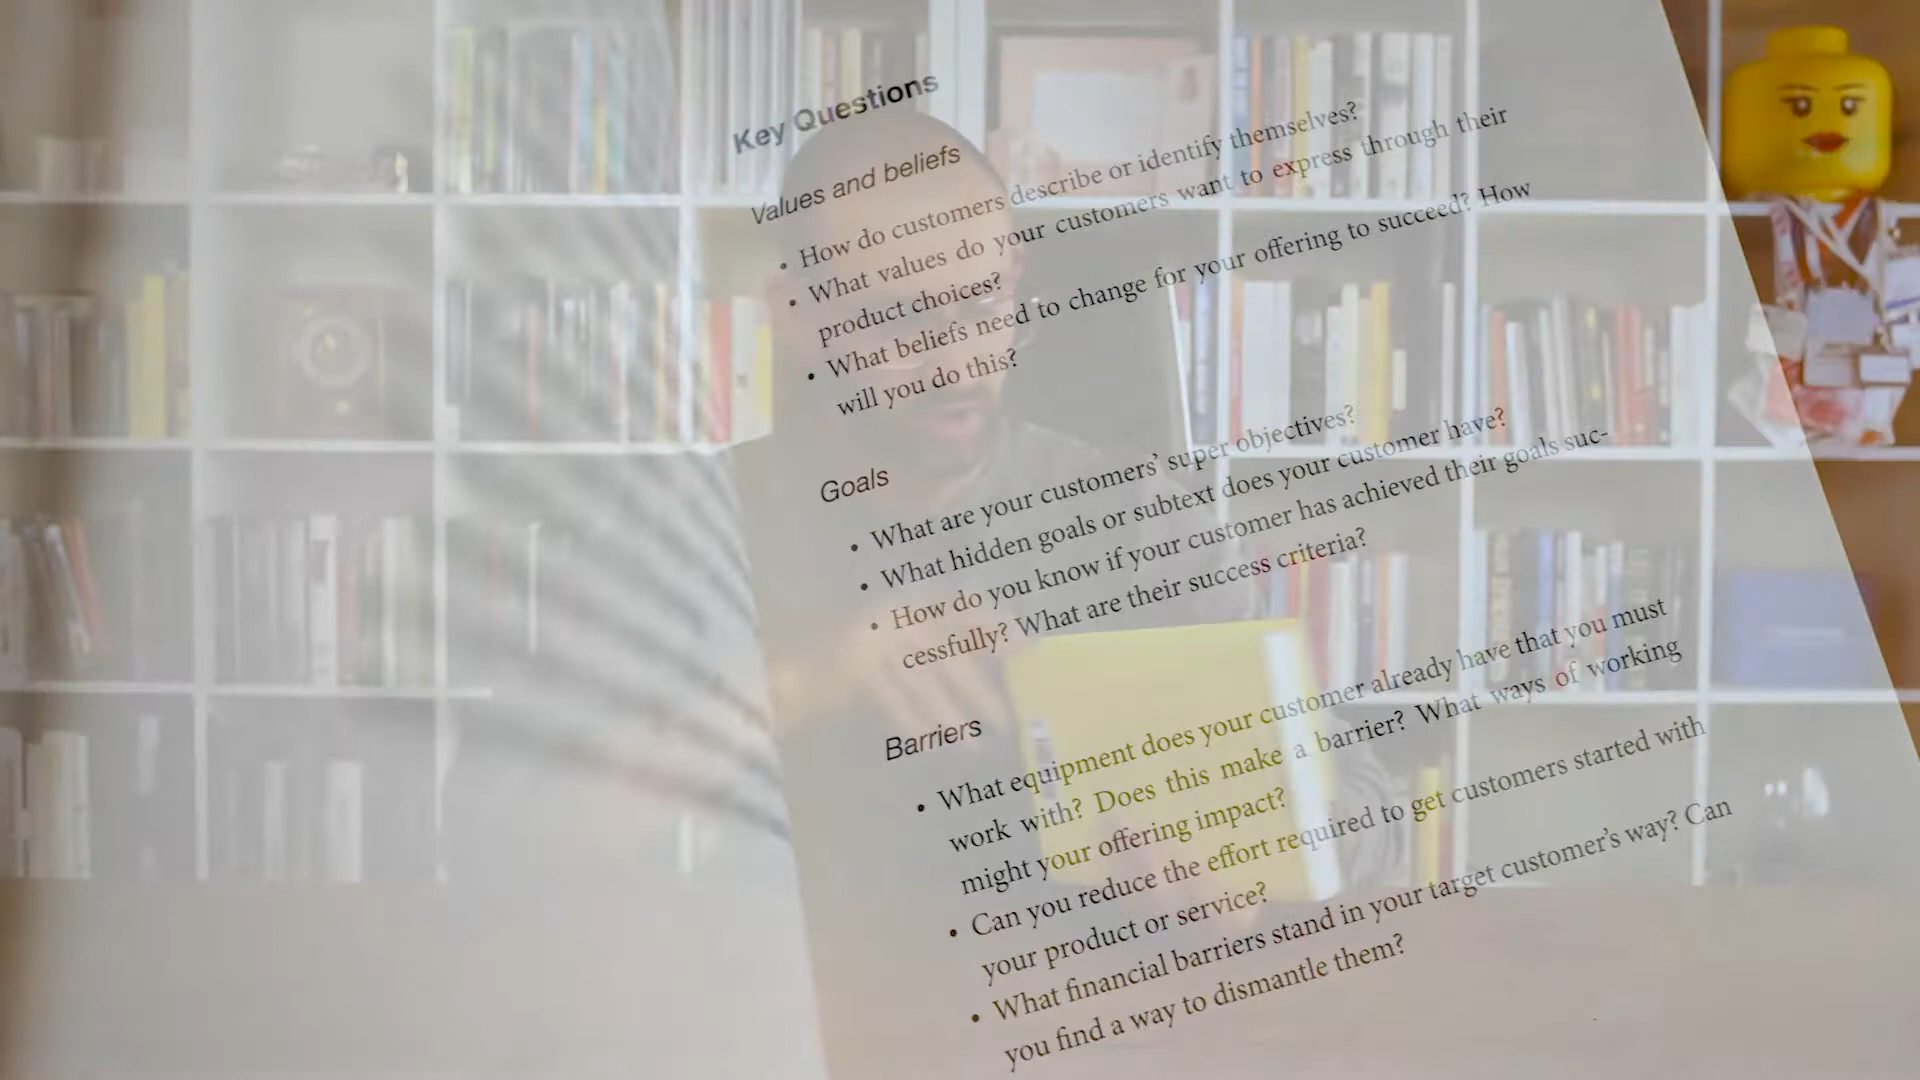 Key Questions
Values and beliefs
• How do customers describe or identify themselves?
• What values do your customers want to express through their
product choices?
• What beliefs need to change for your offering to succeed? How
will you do this?
Goals
• What are your customers’ super objectives?
• What hidden goals or subtext does your customer have?
• How do you know if your customer has achieved their goals suc-
cessfully? What are their success criteria?
Barriers
• What equipment does your customer already have that you must
work with? Does this make a barrier? What ways of working
might your offering impact?
• Can you reduce the effort required to get customers started with
your product or service?
• What financial barriers stand in your target customer’s way? Can
you find a way to dismantle them?